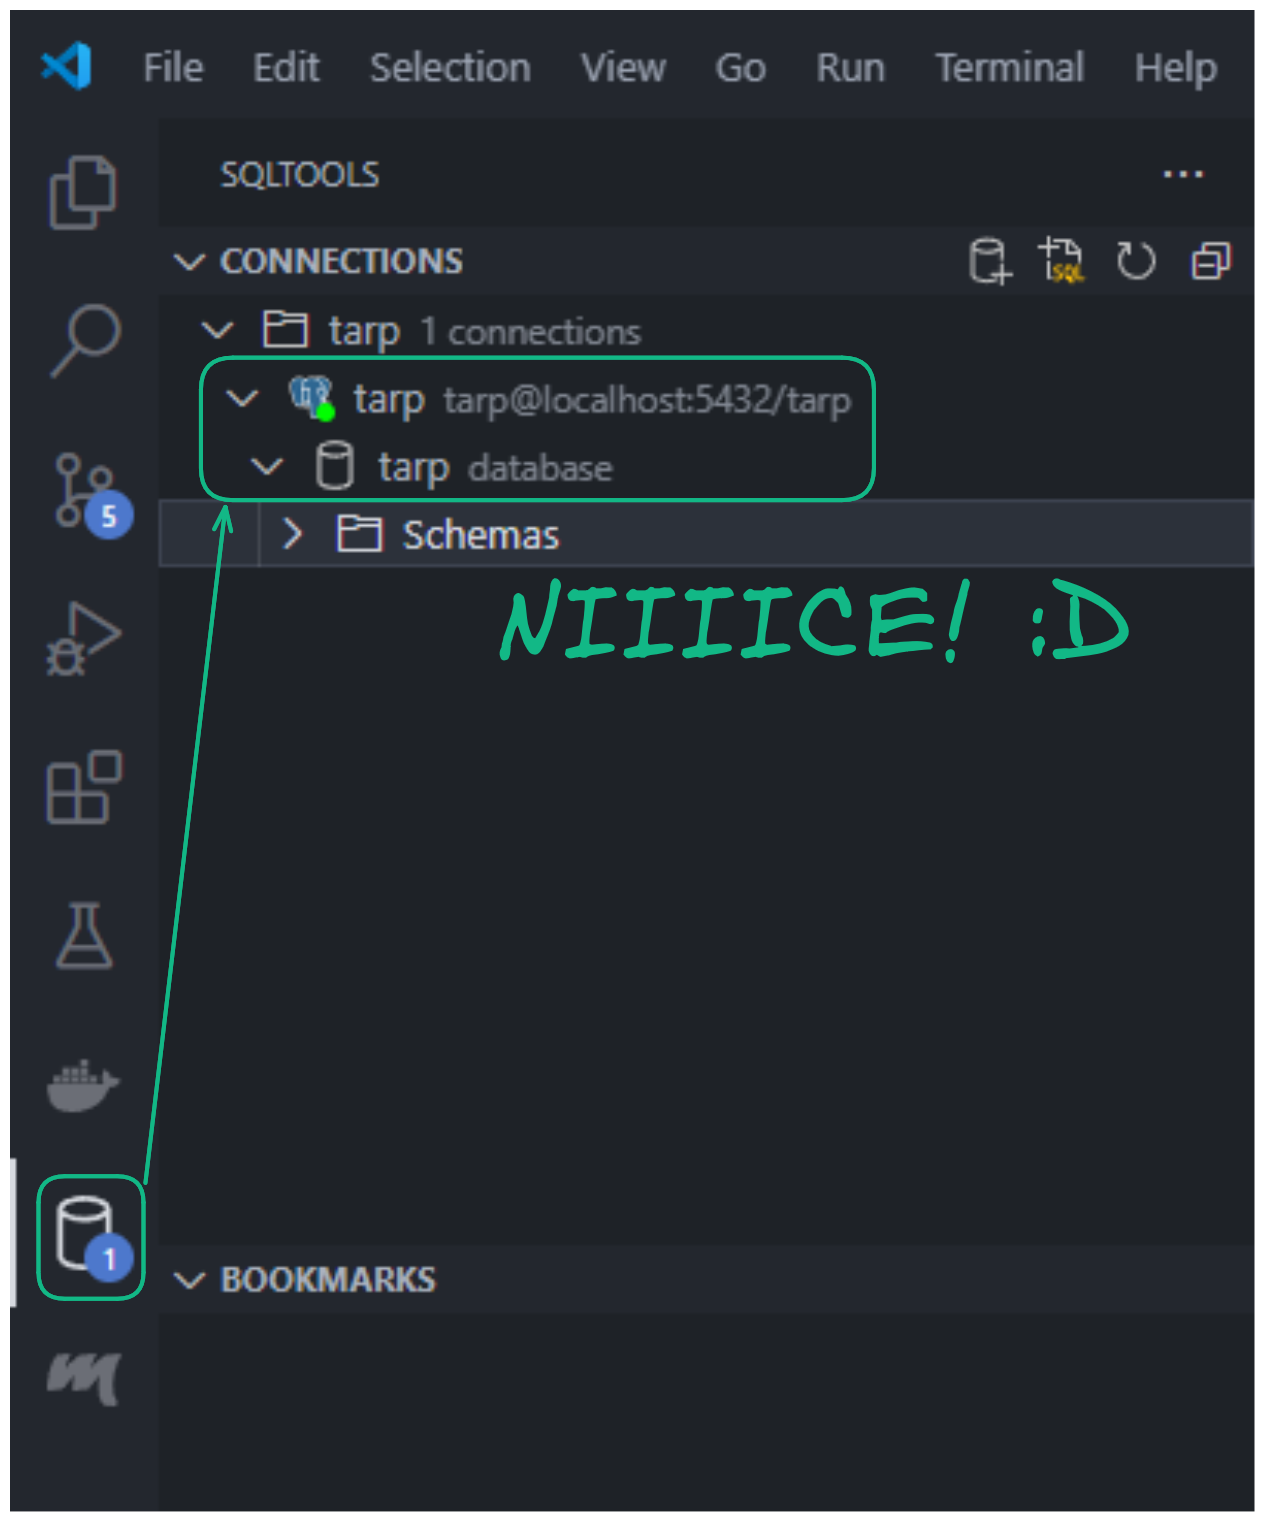 File Edit Selection View Go Run Terminal Help
SQLTOOLS
CONNECTIONS
SQL
tarp 1 connections
tarp tarp@localhost:5432/tarp
tarp database
5
Schemas
NIIIICE! :D
1
BOOKMARKS